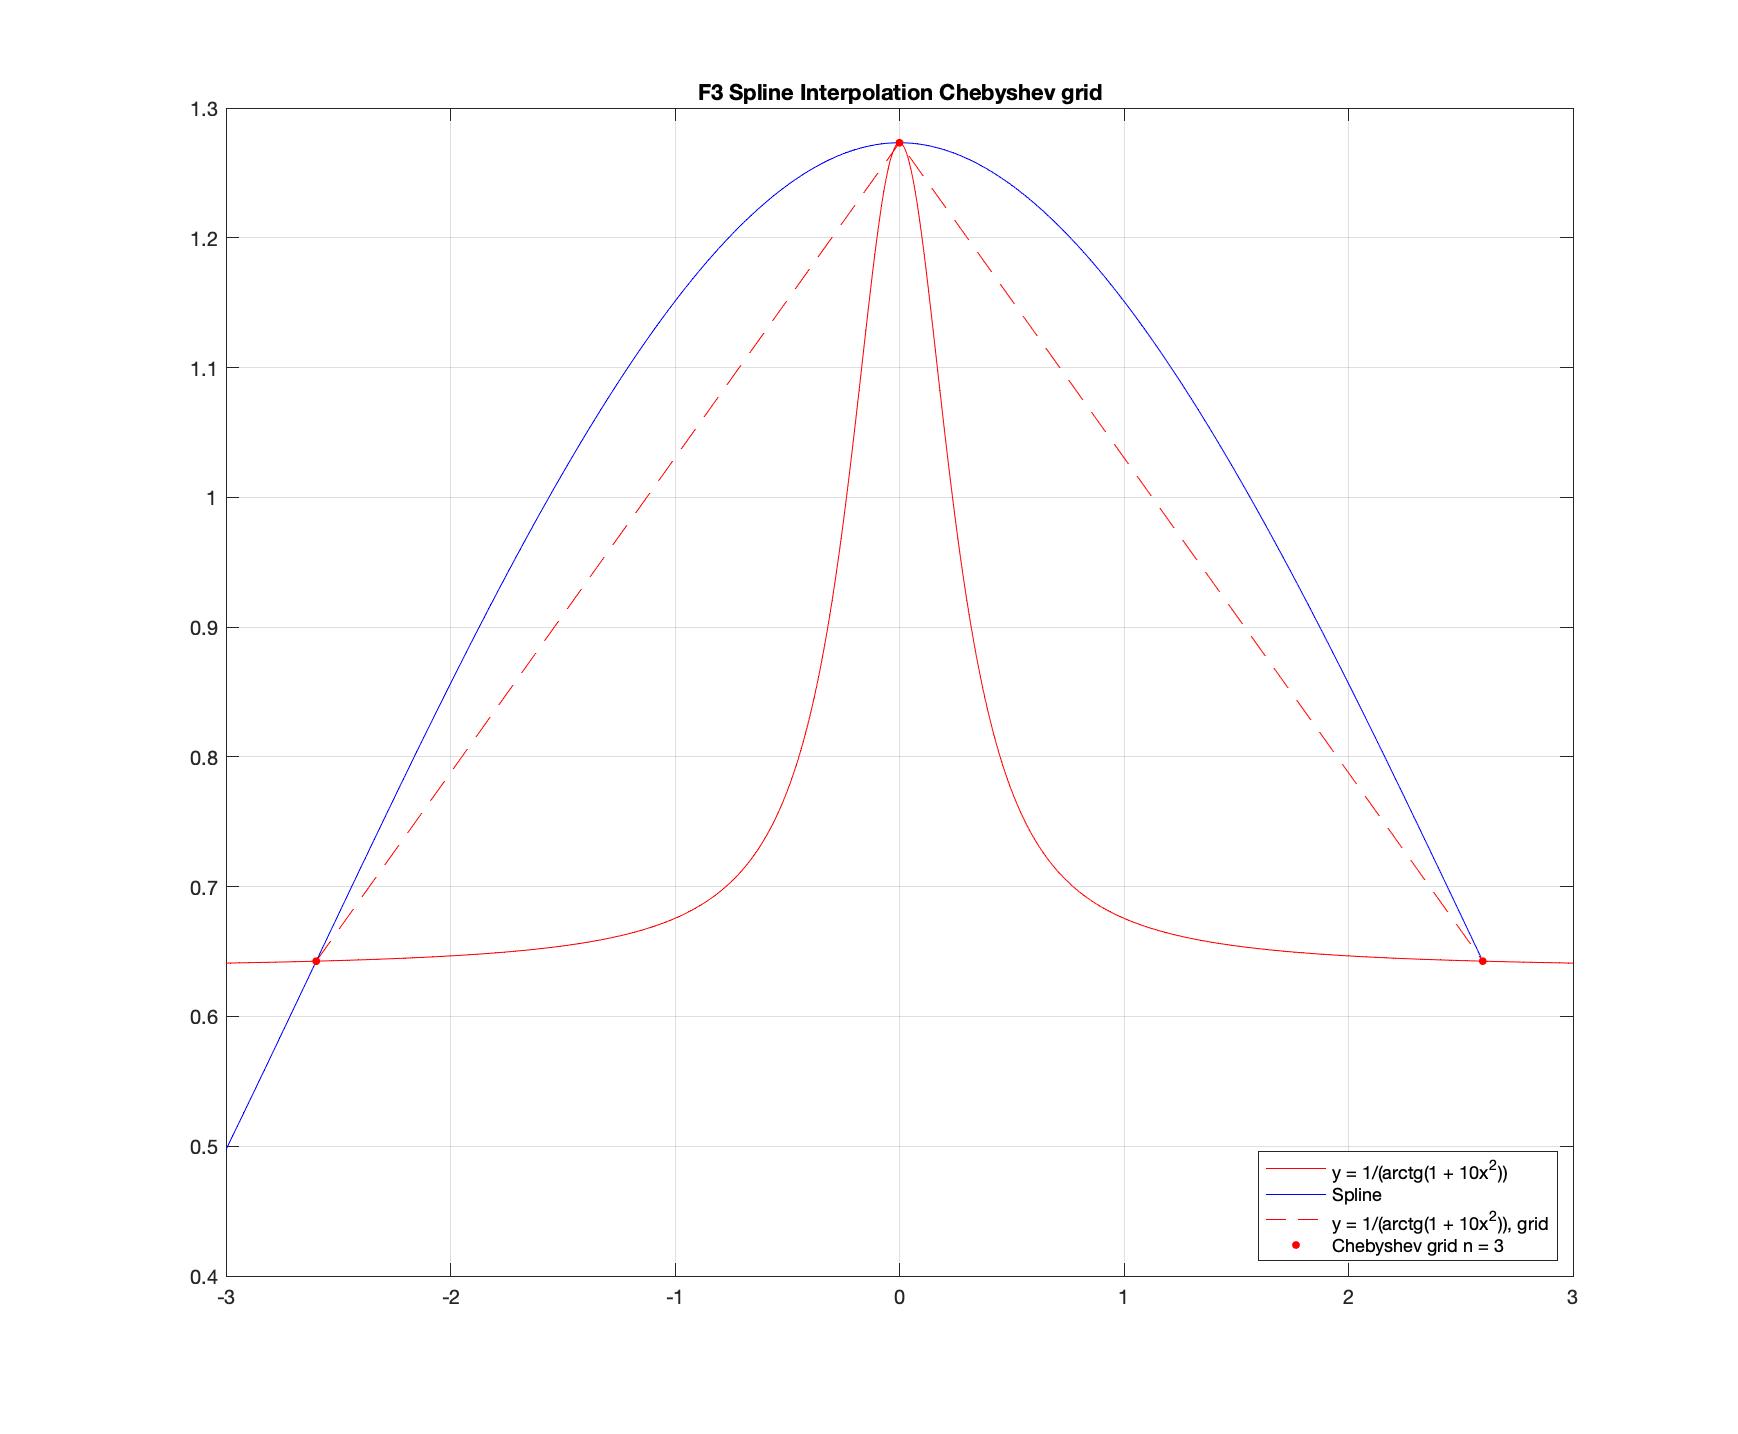 F3 Spline Interpolation Chebyshev grid
1.3
1.2
1.1
1
0.9
0.8
0.7
0.6
0.5
0.4
-3 -2 -1 0 1 2 3
y = 1/(arctg(1 + 10x²))
Spline
y = 1/(arctg(1 + 10x²)), grid
Chebyshev grid n = 3